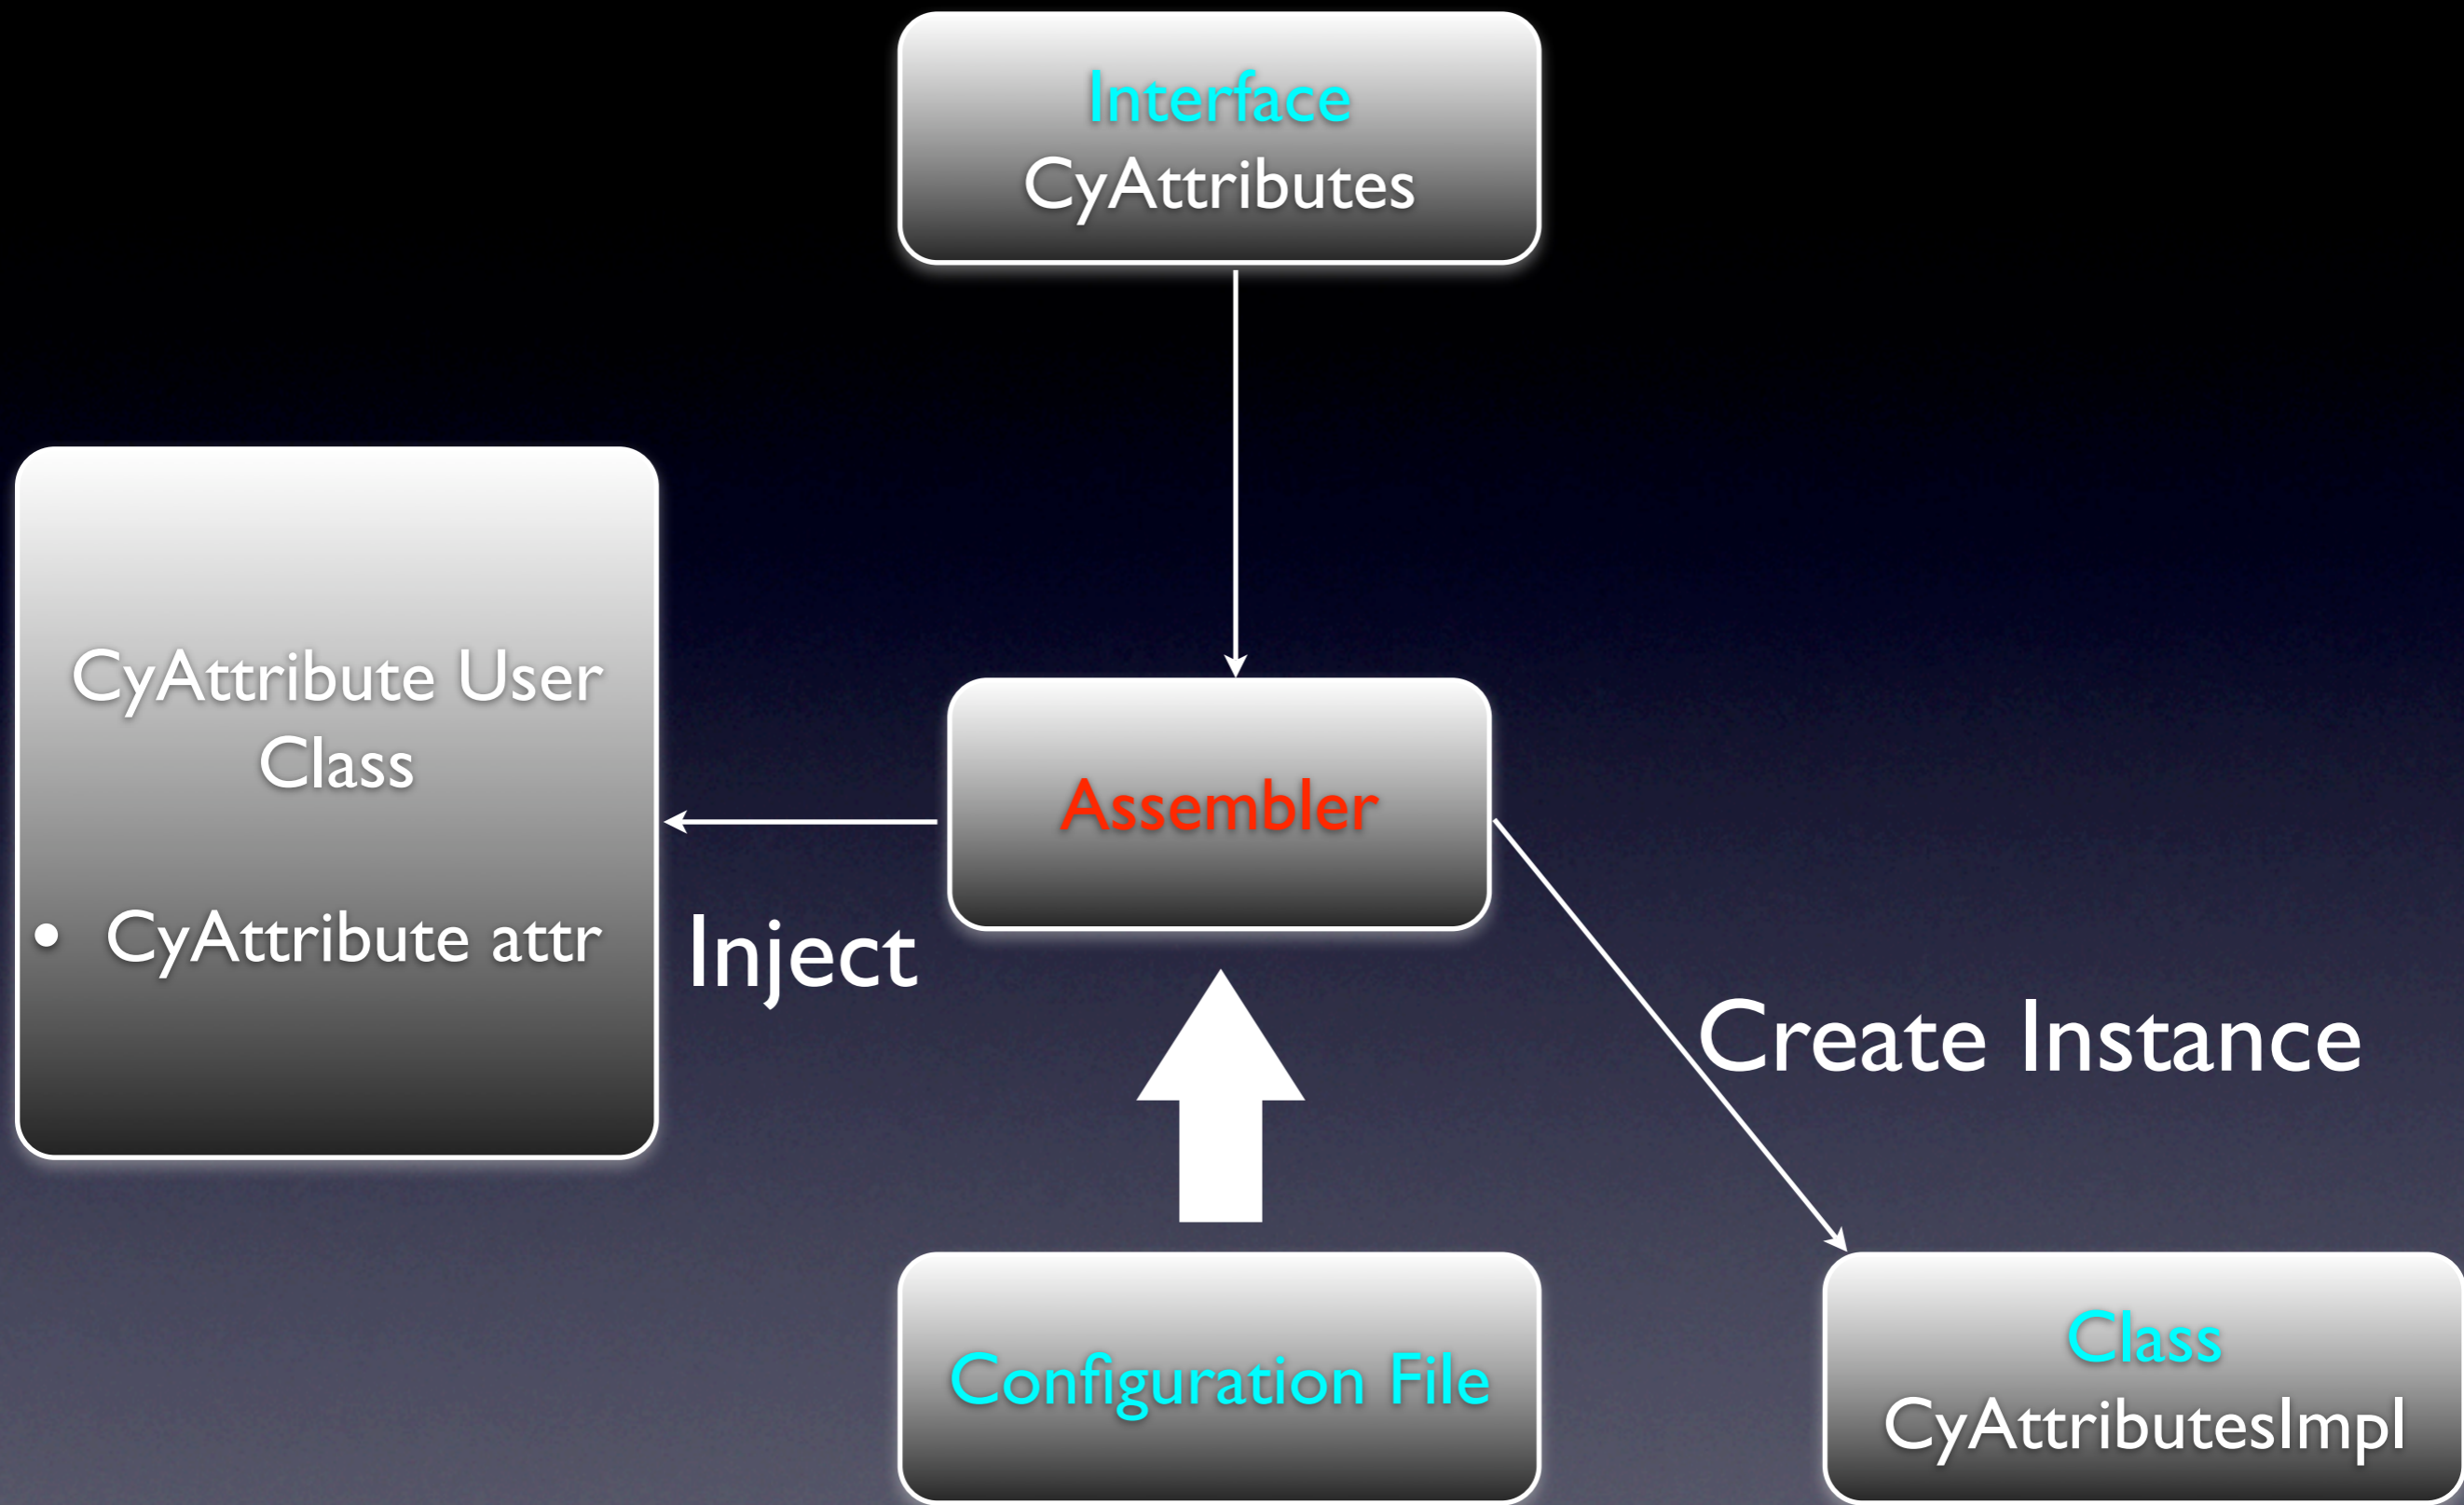 Interface
CyAttributes
CyAttribute User
Class
• CyAttribute attr
Assembler
Inject
Create Instance
Configuration File
Class
CyAttributesImpl